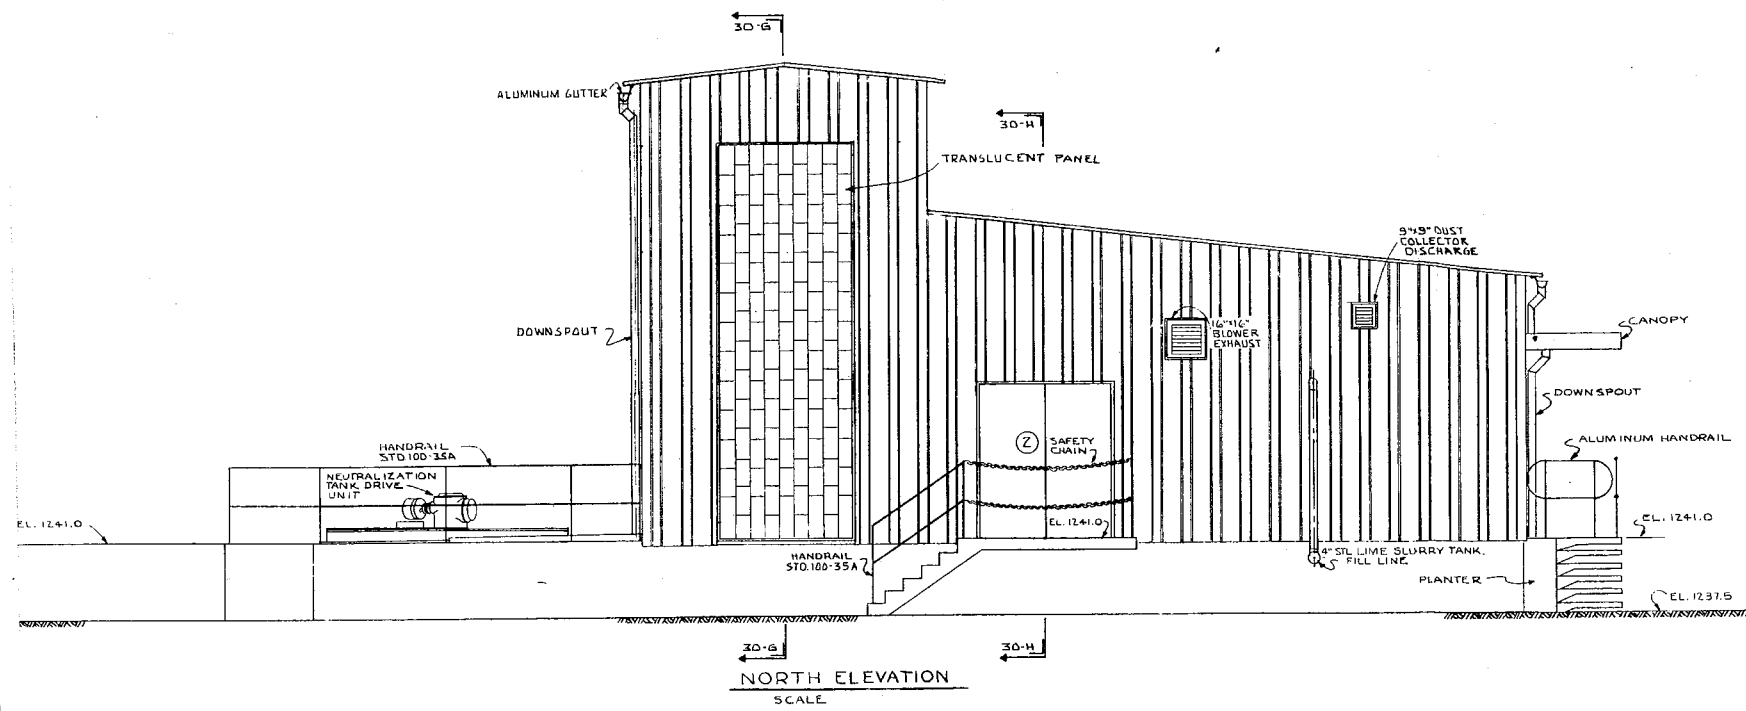 30-G
ALUMINUM GUTTER
30-H
TRANSLUCENT PANEL
9"x9" DUST
COLLECTOR
DISCHARGE
16"x16"
BLOWER
EXHAUST
CANOPY
DOWNSPOUT
DOWNSPOUT
HANDRAIL
STD.100-35A
NEUTRALIZATION
TANK DRIVE
UNIT
2
SAFETY
CHAIN
ALUMINUM HANDRAIL
EL. 1241.0
EL. 1241.0
EL. 1241.0
HANDRAIL
STD.100-35A
4" STL LIME SLURRY TANK.
FILL LINE
PLANTER
EL. 1237.5
30-G
30-H
NORTH ELEVATION
SCALE